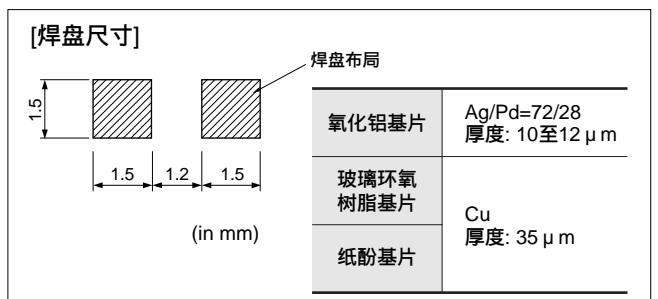 [焊盘尺寸]
焊盘布局
1.5
1.5
1.2
1.5
(in mm)
氧化铝基片
Ag/Pd=72/28
厚度: 10至12 μ m
玻璃环氧
树脂基片
Cu
厚度: 35 μ m
纸酚基片